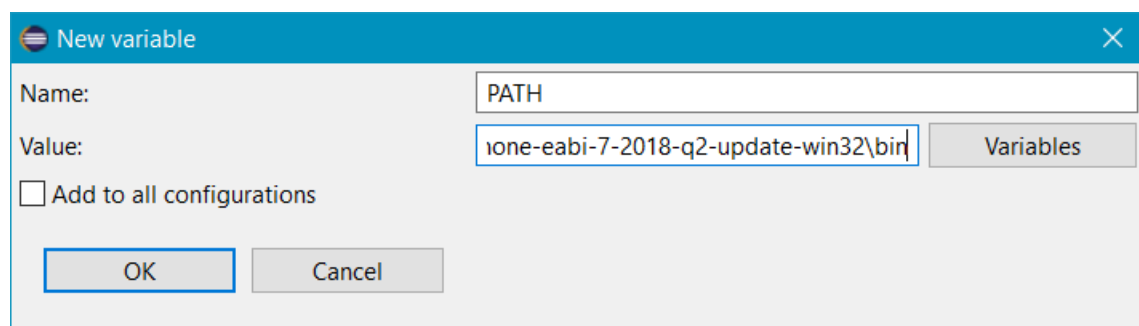 New variable
Name:
PATH
Value:
none-eabi-7-2018-q2-update-win32\bin
Variables
Add to all configurations
OK
Cancel